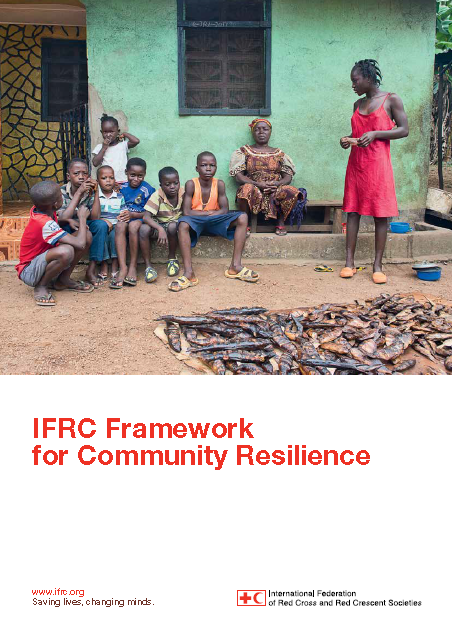 IFRC Framework
for Community Resilience
www.ifrc.org
Saving lives, changing minds.
International Federation
of Red Cross and Red Crescent Societies